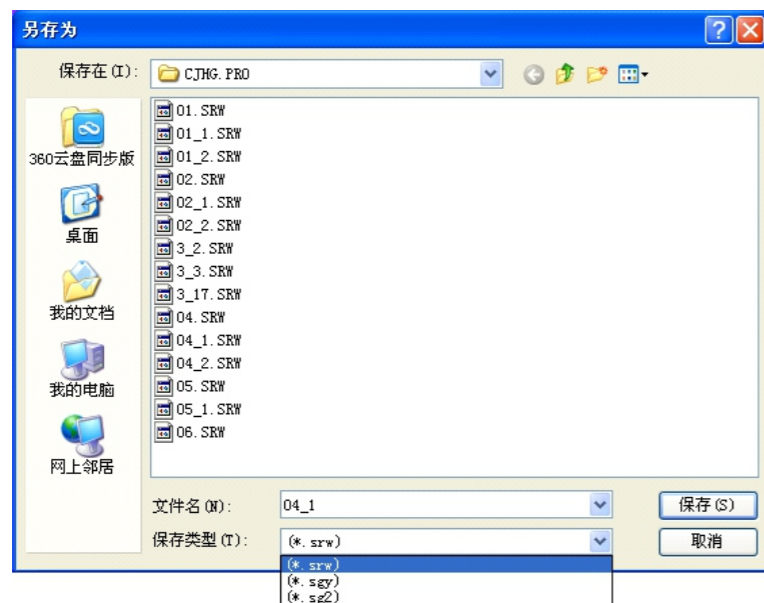 另存为
保存在(I):
CJHG.PRO
360云盘同步版
桌面
我的文档
我的电脑
网上邻居
01.SRW
01_1.SRW
01_2.SRW
02.SRW
02_1.SRW
02_2.SRW
3_2.SRW
3_3.SRW
3_17.SRW
04.SRW
04_1.SRW
04_2.SRW
05.SRW
05_1.SRW
06.SRW
文件名(N):
04_1
保存(S)
保存类型(T):
(*.srw)
取消
(*.srw)
(*.sgy)
(*.sg2)